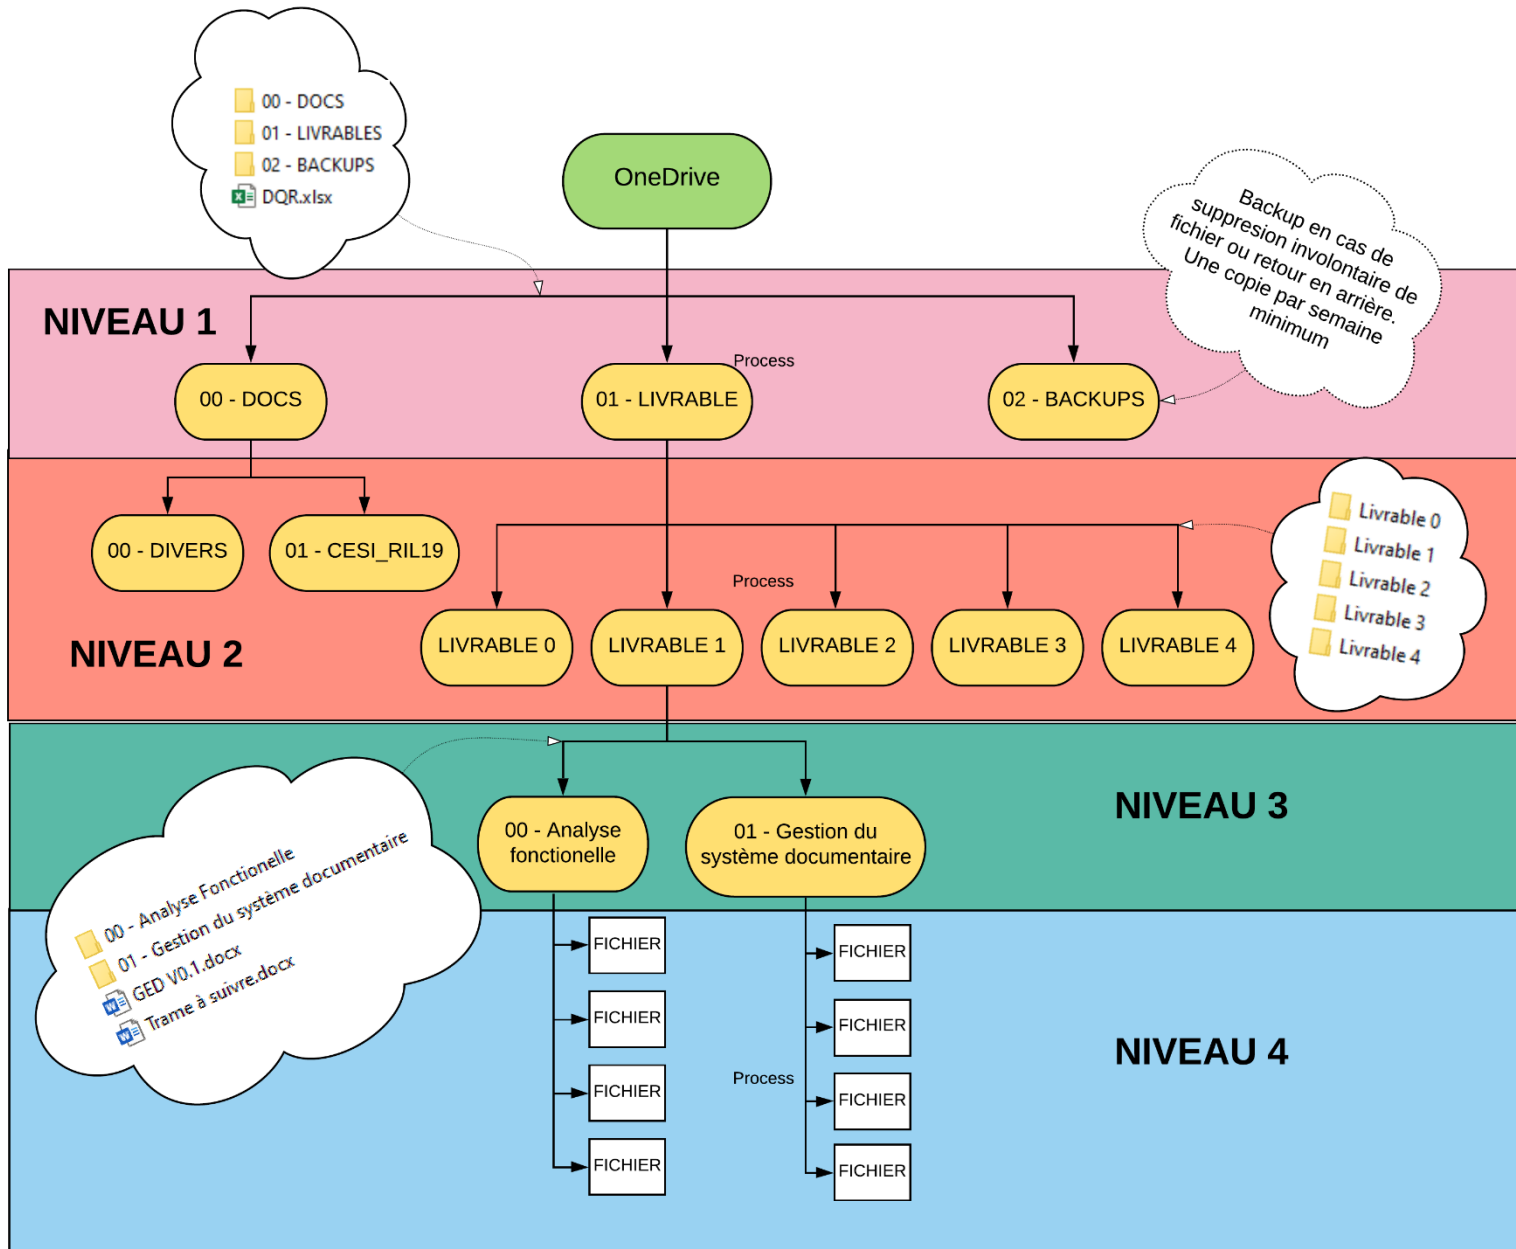 00 - DOCS
01 - LIVRABLES
02 - BACKUPS
DQR.xlsx
OneDrive
Backup en cas de
suppresion involontaire de
fichier ou retour en arrière.
Une copie par semaine
minimum
NIVEAU 1
Process
00 - DOCS
01 - LIVRABLE
02 - BACKUPS
Livrable 0
Livrable 1
Livrable 2
Livrable 3
Livrable 4
00 - DIVERS
01 - CESI_RIL19
Process
NIVEAU 2
LIVRABLE 0
LIVRABLE 1
LIVRABLE 2
LIVRABLE 3
LIVRABLE 4
NIVEAU 3
00 - Analyse
fonctionelle
01 - Gestion du
système documentaire
00 - Analyse Fonctionelle
01 - Gestion du système documentaire
GED V0.1.docx
Trame à suivre.docx
FICHIER
FICHIER
FICHIER
FICHIER
FICHIER
FICHIER
FICHIER
FICHIER
Process
NIVEAU 4